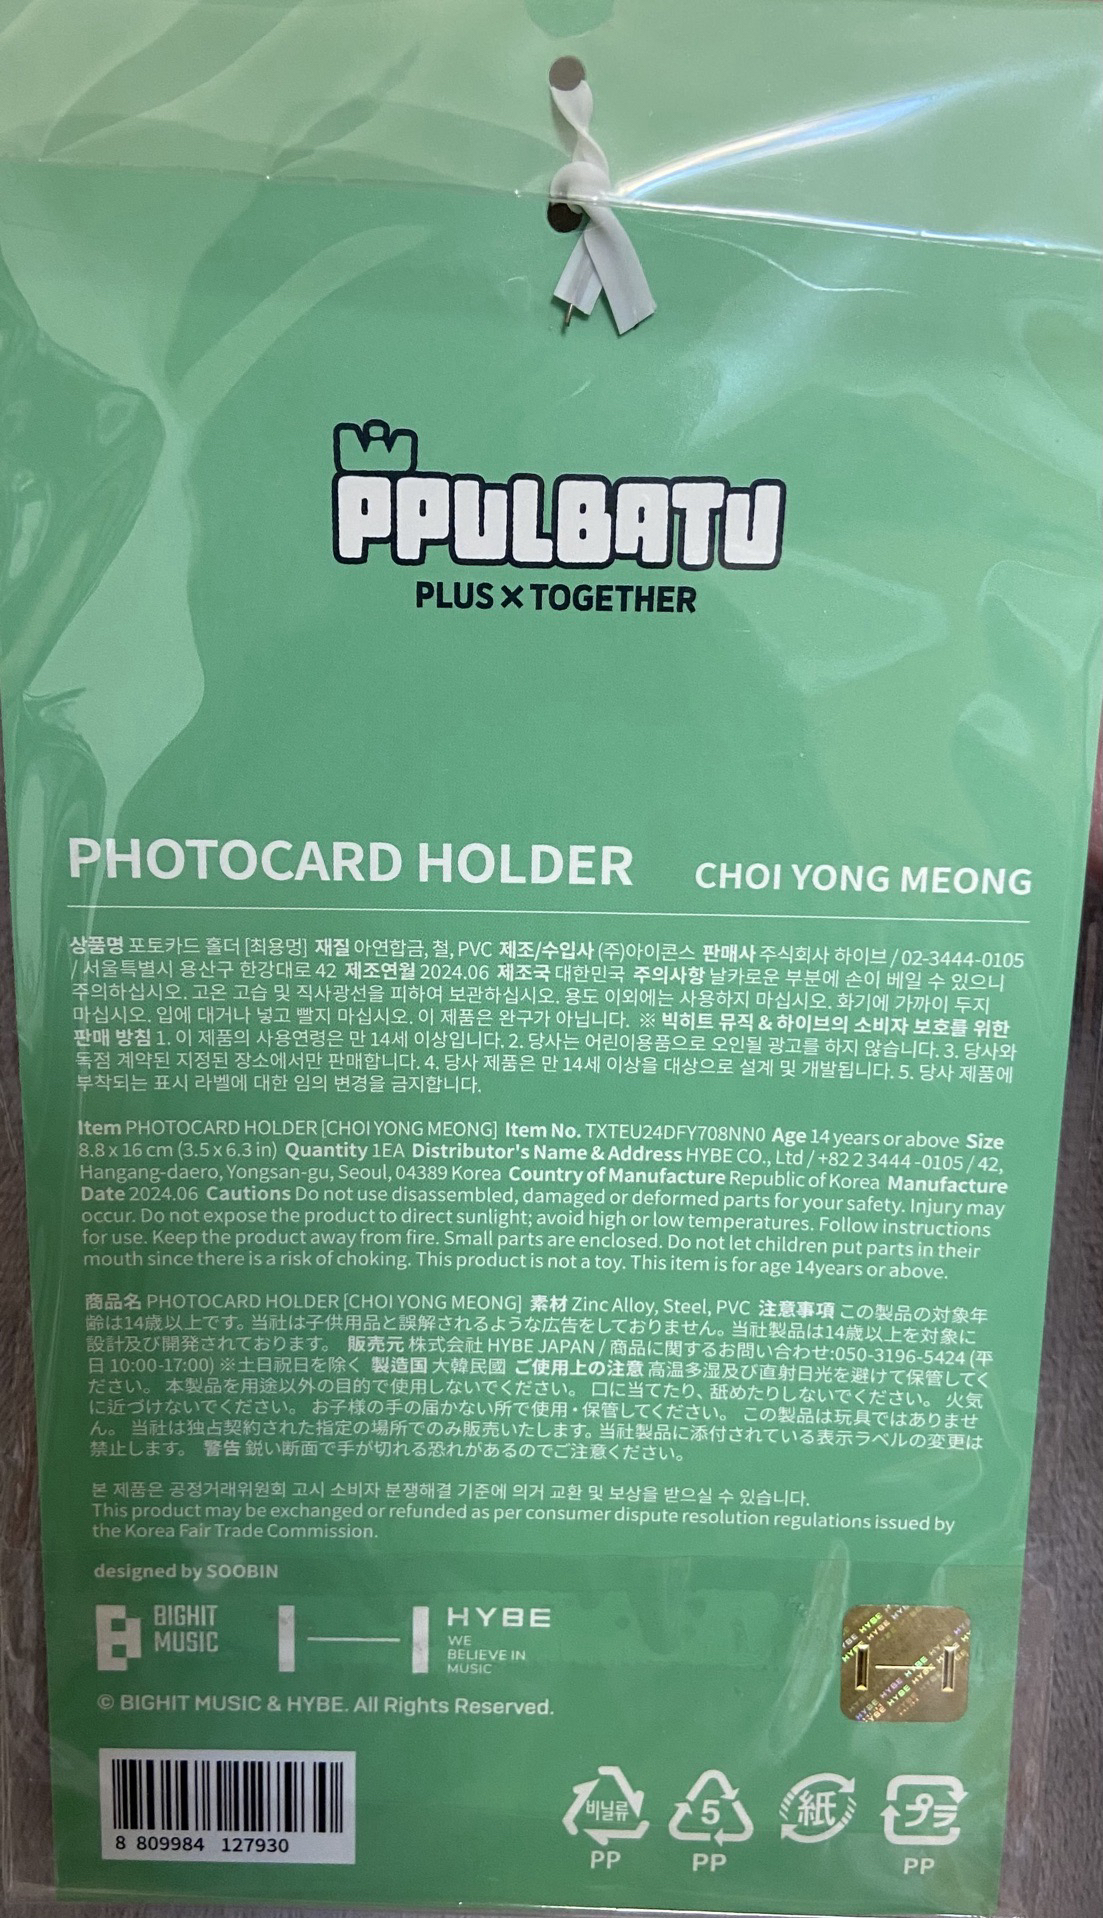 PPULBATU
PLUS × TOGETHER
PHOTOCARD HOLDER CHOI YONG MEONG
상품명 포토카드 홀더 [최용멍] 재질 아연합금, 철, PVC 제조/수입사 (주)아이콘스 판매사 주식회사 하이브 / 02-3444-0105
/ 서울특별시 용산구 한강대로 42 제조연월 2024.06 제조국 대한민국 주의사항 날카로운 부분에 손이 베일 수 있으니
주의하십시오. 고온 고습 및 직사광선을 피하여 보관하십시오. 용도 이외에는 사용하지 마십시오. 화기에 가까이 두지
마십시오. 입에 대거나 넣고 빨지 마십시오. 이 제품은 완구가 아닙니다. ※ 빅히트 뮤직 & 하이브의 소비자 보호를 위한
판매 방침 1. 이 제품의 사용연령은 만 14세 이상입니다. 2. 당사는 어린이용품으로 오인될 광고를 하지 않습니다. 3. 당사와
독점 계약된 지정된 장소에서만 판매합니다. 4. 당사 제품은 만 14세 이상을 대상으로 설계 및 개발됩니다. 5. 당사 제품에
부착되는 표시 라벨에 대한 임의 변경을 금지합니다.
Item PHOTOCARD HOLDER [CHOI YONG MEONG] Item No. TXTEU24DFY708NN0 Age 14 years or above Size
8.8 x 16 cm (3.5 x 6.3 in) Quantity 1EA Distributor's Name & Address HYBE CO., Ltd / +82 2 3444-0105 / 42,
Hangang-daero, Yongsan-gu, Seoul, 04389 Korea Country of Manufacture Republic of Korea Manufacture
Date 2024.06 Cautions Do not use disassembled, damaged or deformed parts for your safety. Injury may
occur. Do not expose the product to direct sunlight; avoid high or low temperatures. Follow instructions
for use. Keep the product away from fire. Small parts are enclosed. Do not let children put parts in their
mouth since there is a risk of choking. This product is not a toy. This item is for age 14years or above.
商品名 PHOTOCARD HOLDER [CHOI YONG MEONG] 素材 Zinc Alloy, Steel, PVC 注意事項 この製品の対象年
齢は14歳以上です。当社は子供用品と誤解されるような広告をしておりません。当社製品は14歳以上を対象に
設計及び開発されております。 販売元 株式会社 HYBE JAPAN / 商品に関するお問い合わせ:050-3196-5424 (平
日 10:00-17:00) ※土日祝日を除く 製造国 大韓民國 ご使用上の注意 高温多湿及び直射日光を避けて保管してく
ださい。 本製品を用途以外の目的で使用しないでください。 口に当てたり、舐めたりしないでください。 火気
に近づけないでください。 お子様の手の届かない所で使用・保管してください。 この製品は玩具ではありませ
ん。 当社は独占契約された指定の場所でのみ販売いたします。当社製品に添付されている表示ラベルの変更は
禁止します。 警告 鋭い断面で手が切れる恐れがあるのでご注意ください。
본 제품은 공정거래위원회 고시 소비자 분쟁해결 기준에 의거 교환 및 보상을 받으실 수 있습니다.
This product may be exchanged or refunded as per consumer dispute resolution regulations issued by
the Korea Fair Trade Commission.
designed by SOOBIN
BIGHIT
MUSIC
HYBE
WE
BELIEVE IN
MUSIC
© BIGHIT MUSIC & HYBE. All Rights Reserved.
8 809984 127930
비닐류 5 紙 プラ
PP PP PP